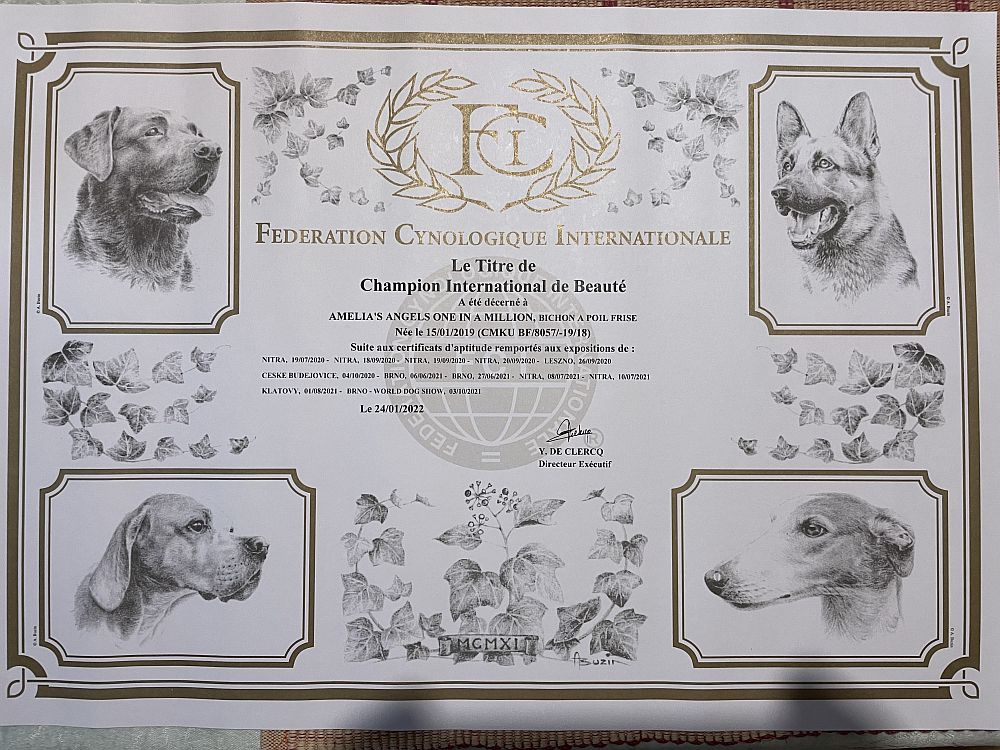 FCI
FEDERATION CYNOLOGIQUE INTERNATIONALE
Le Titre de
Champion International de Beauté
A été décerné à
AMELIA'S ANGELS ONE IN A MILLION, BICHON A POIL FRISE
Née le 15/01/2019 (CMKU BF/8057/-19/18)
Suite aux certificats d'aptitude remportés aux expositions de :
NITRA, 19/07/2020 - NITRA, 18/09/2020 - NITRA, 19/09/2020 - NITRA, 20/09/2020 - LESZNO, 26/09/2020
CESKE BUDEJOVICE, 04/10/2020 - BRNO, 06/06/2021 - BRNO, 27/06/2021 - NITRA, 08/07/2021 - NITRA, 10/07/2021
KLATOVY, 01/08/2021 - BRNO - WORLD DOG SHOW, 03/10/2021
Le 24/01/2022
Y. DE CLERCQ
Directeur Exécutif
MCMXI